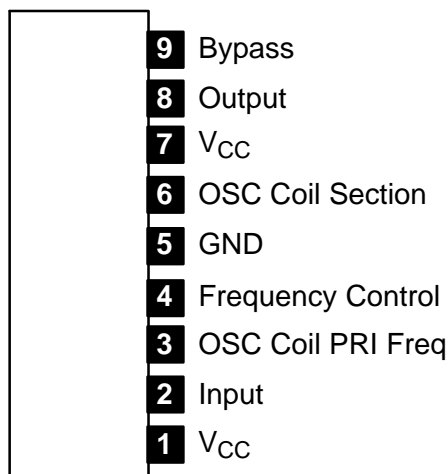 9 Bypass
8 Output
7 VCC
6 OSC Coil Section
5 GND
4 Frequency Control
3 OSC Coil PRI Freq
2 Input
1 VCC